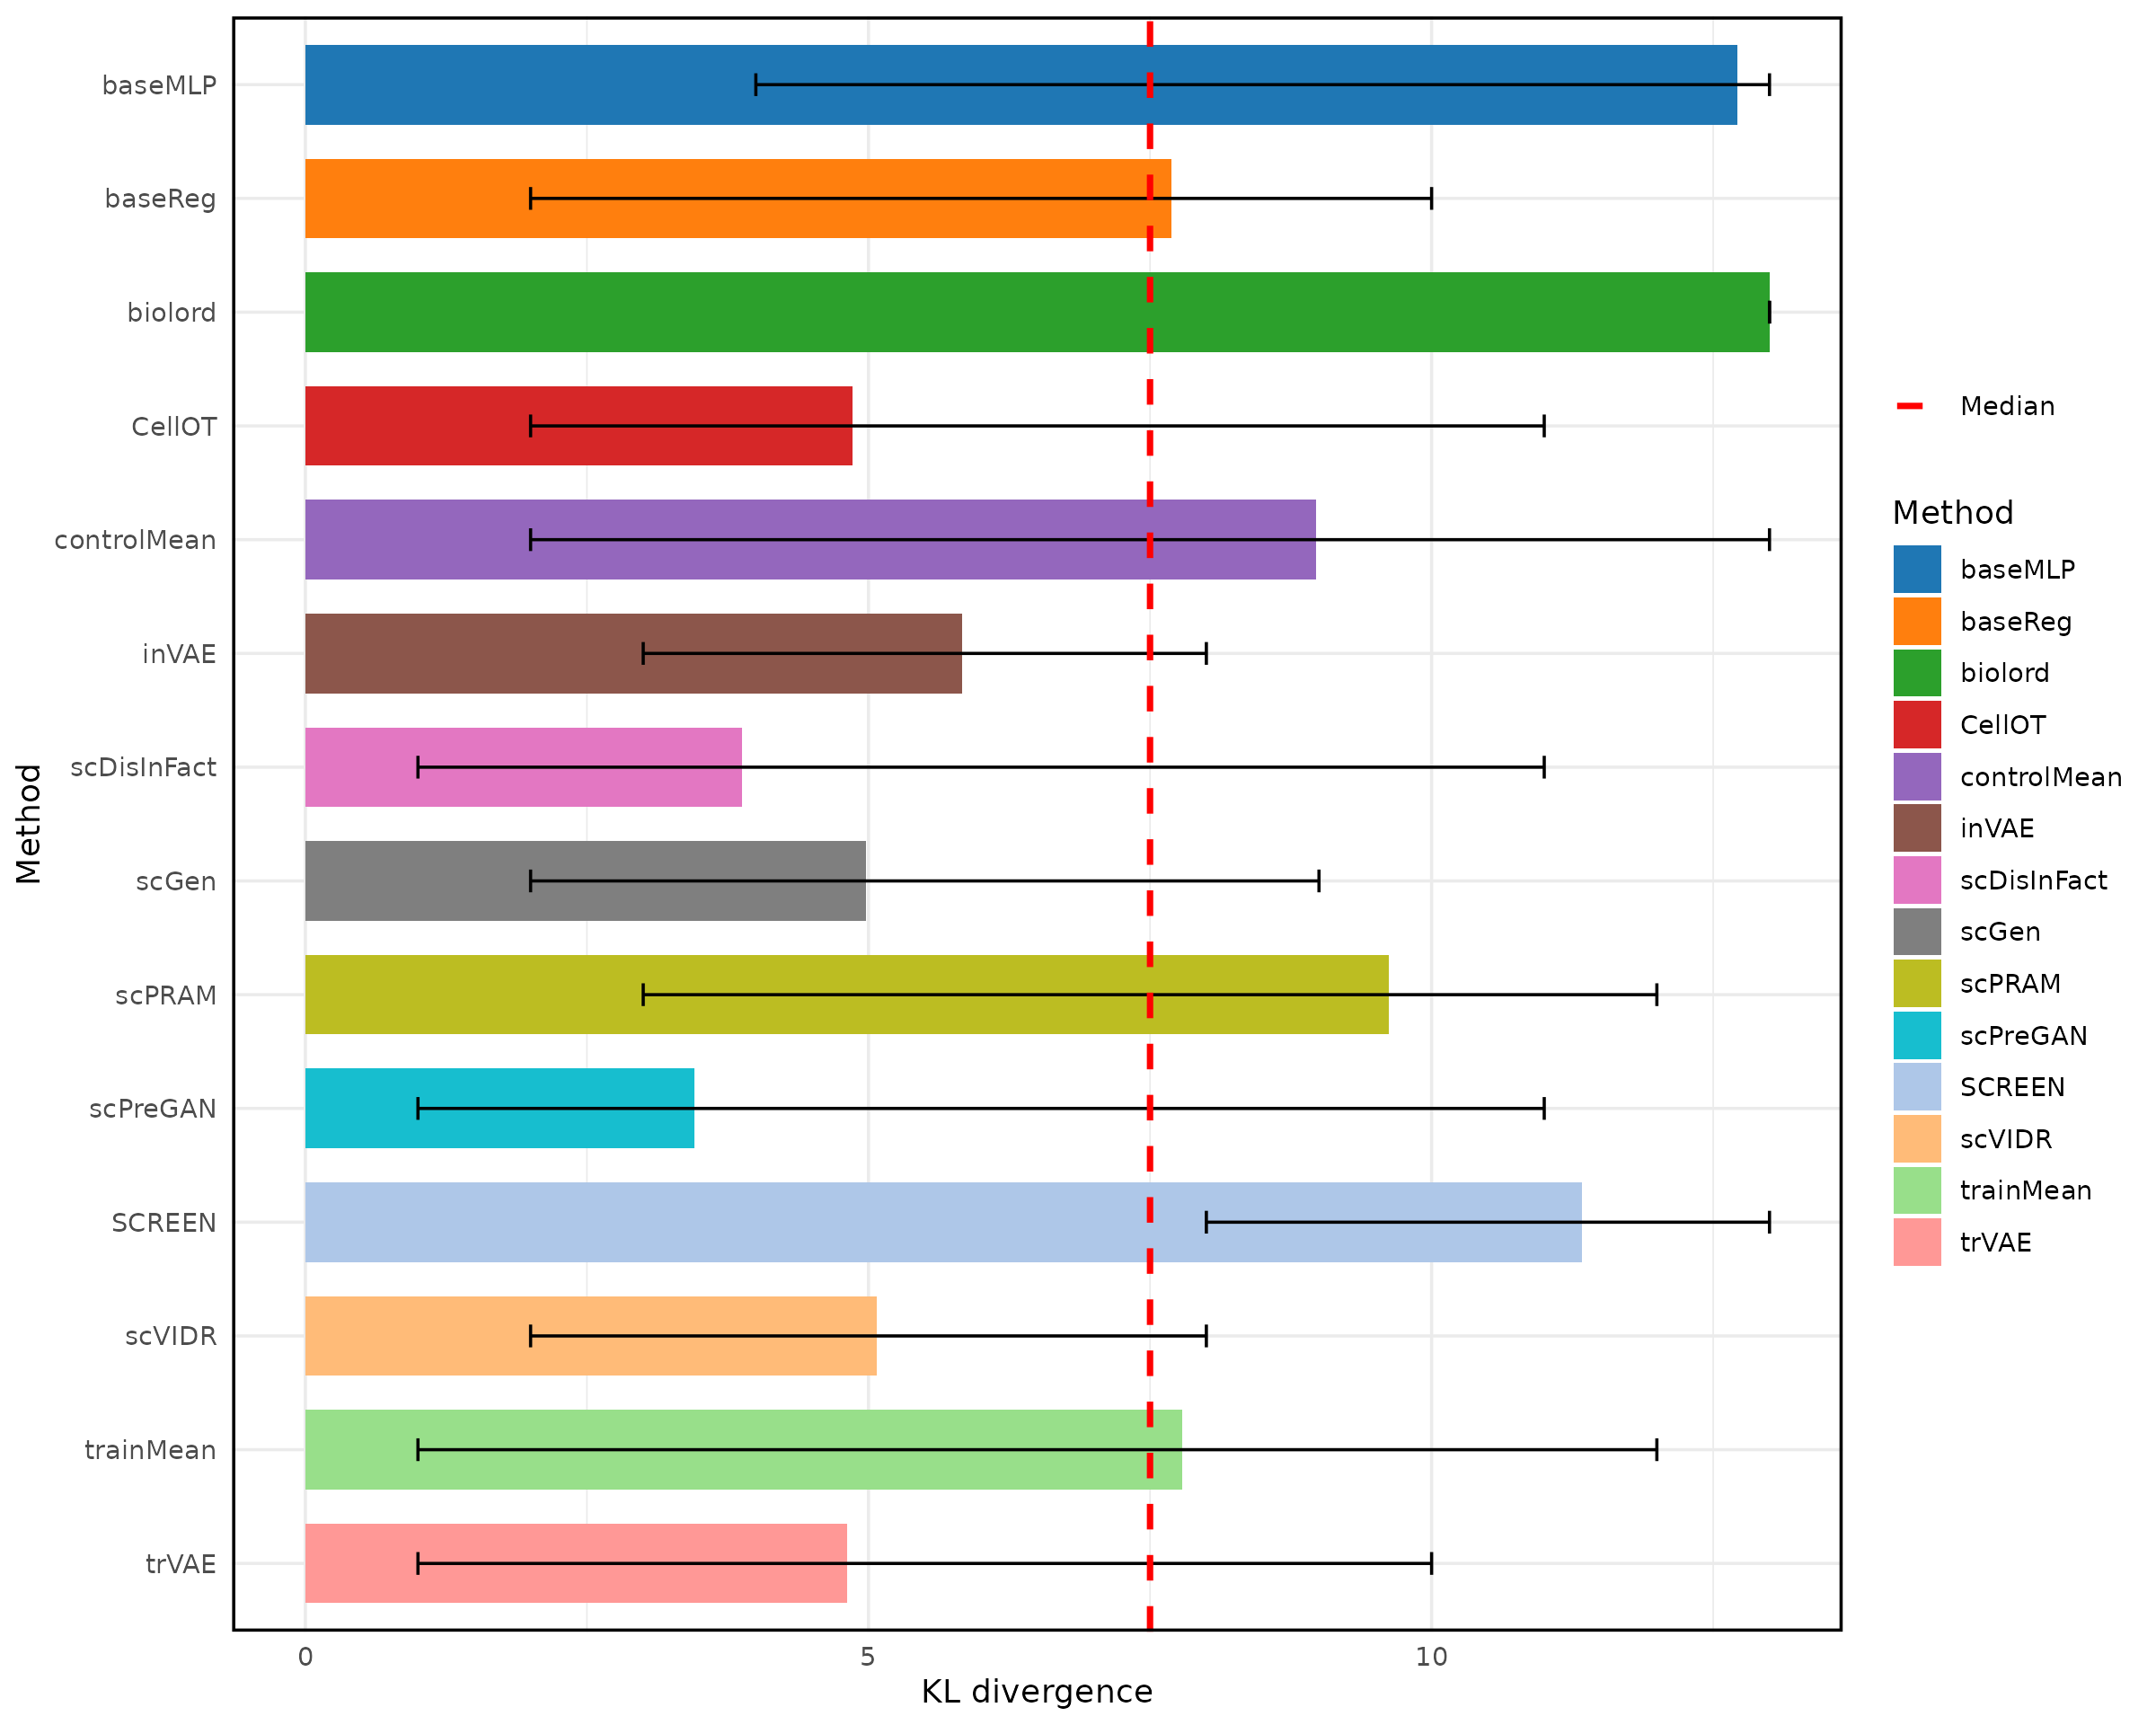 Method
baseMLP
baseReg
biolord
CellOT
controlMean
inVAE
scDisInFact
scGen
scPRAM
scPreGAN
SCREEN
scVIDR
trainMean
trVAE
0 5 10
KL divergence
Median
Method
baseMLP
baseReg
biolord
CellOT
controlMean
inVAE
scDisInFact
scGen
scPRAM
scPreGAN
SCREEN
scVIDR
trainMean
trVAE